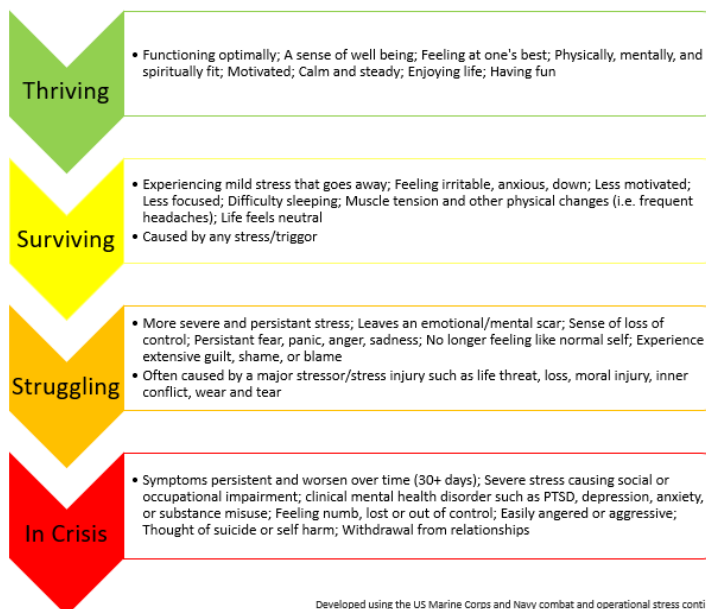 Thriving
• Functioning optimally; A sense of well being; Feeling at one's best; Physically, mentally, and
spiritually fit; Motivated; Calm and steady; Enjoying life; Having fun
Surviving
• Experiencing mild stress that goes away; Feeling irritable, anxious, down; Less motivated;
Less focused; Difficulty sleeping; Muscle tension and other physical changes (i.e. frequent
headaches); Life feels neutral
• Caused by any stress/triggor
Struggling
• More severe and persistant stress; Leaves an emotional/mental scar; Sense of loss of
control; Persistant fear, panic, anger, sadness; No longer feeling like normal self; Experience
extensive guilt, shame, or blame
• Often caused by a major stressor/stress injury such as life threat, loss, moral injury, inner
conflict, wear and tear
In Crisis
• Symptoms persistent and worsen over time (30+ days); Severe stress causing social or
occupational impairment; clinical mental health disorder such as PTSD, depression, anxiety,
or substance misuse; Feeling numb, lost or out of control; Easily angered or aggressive;
Thought of suicide or self harm; Withdrawal from relationships
Developed using the US Marine Corps and Navy combat and operational stress conti